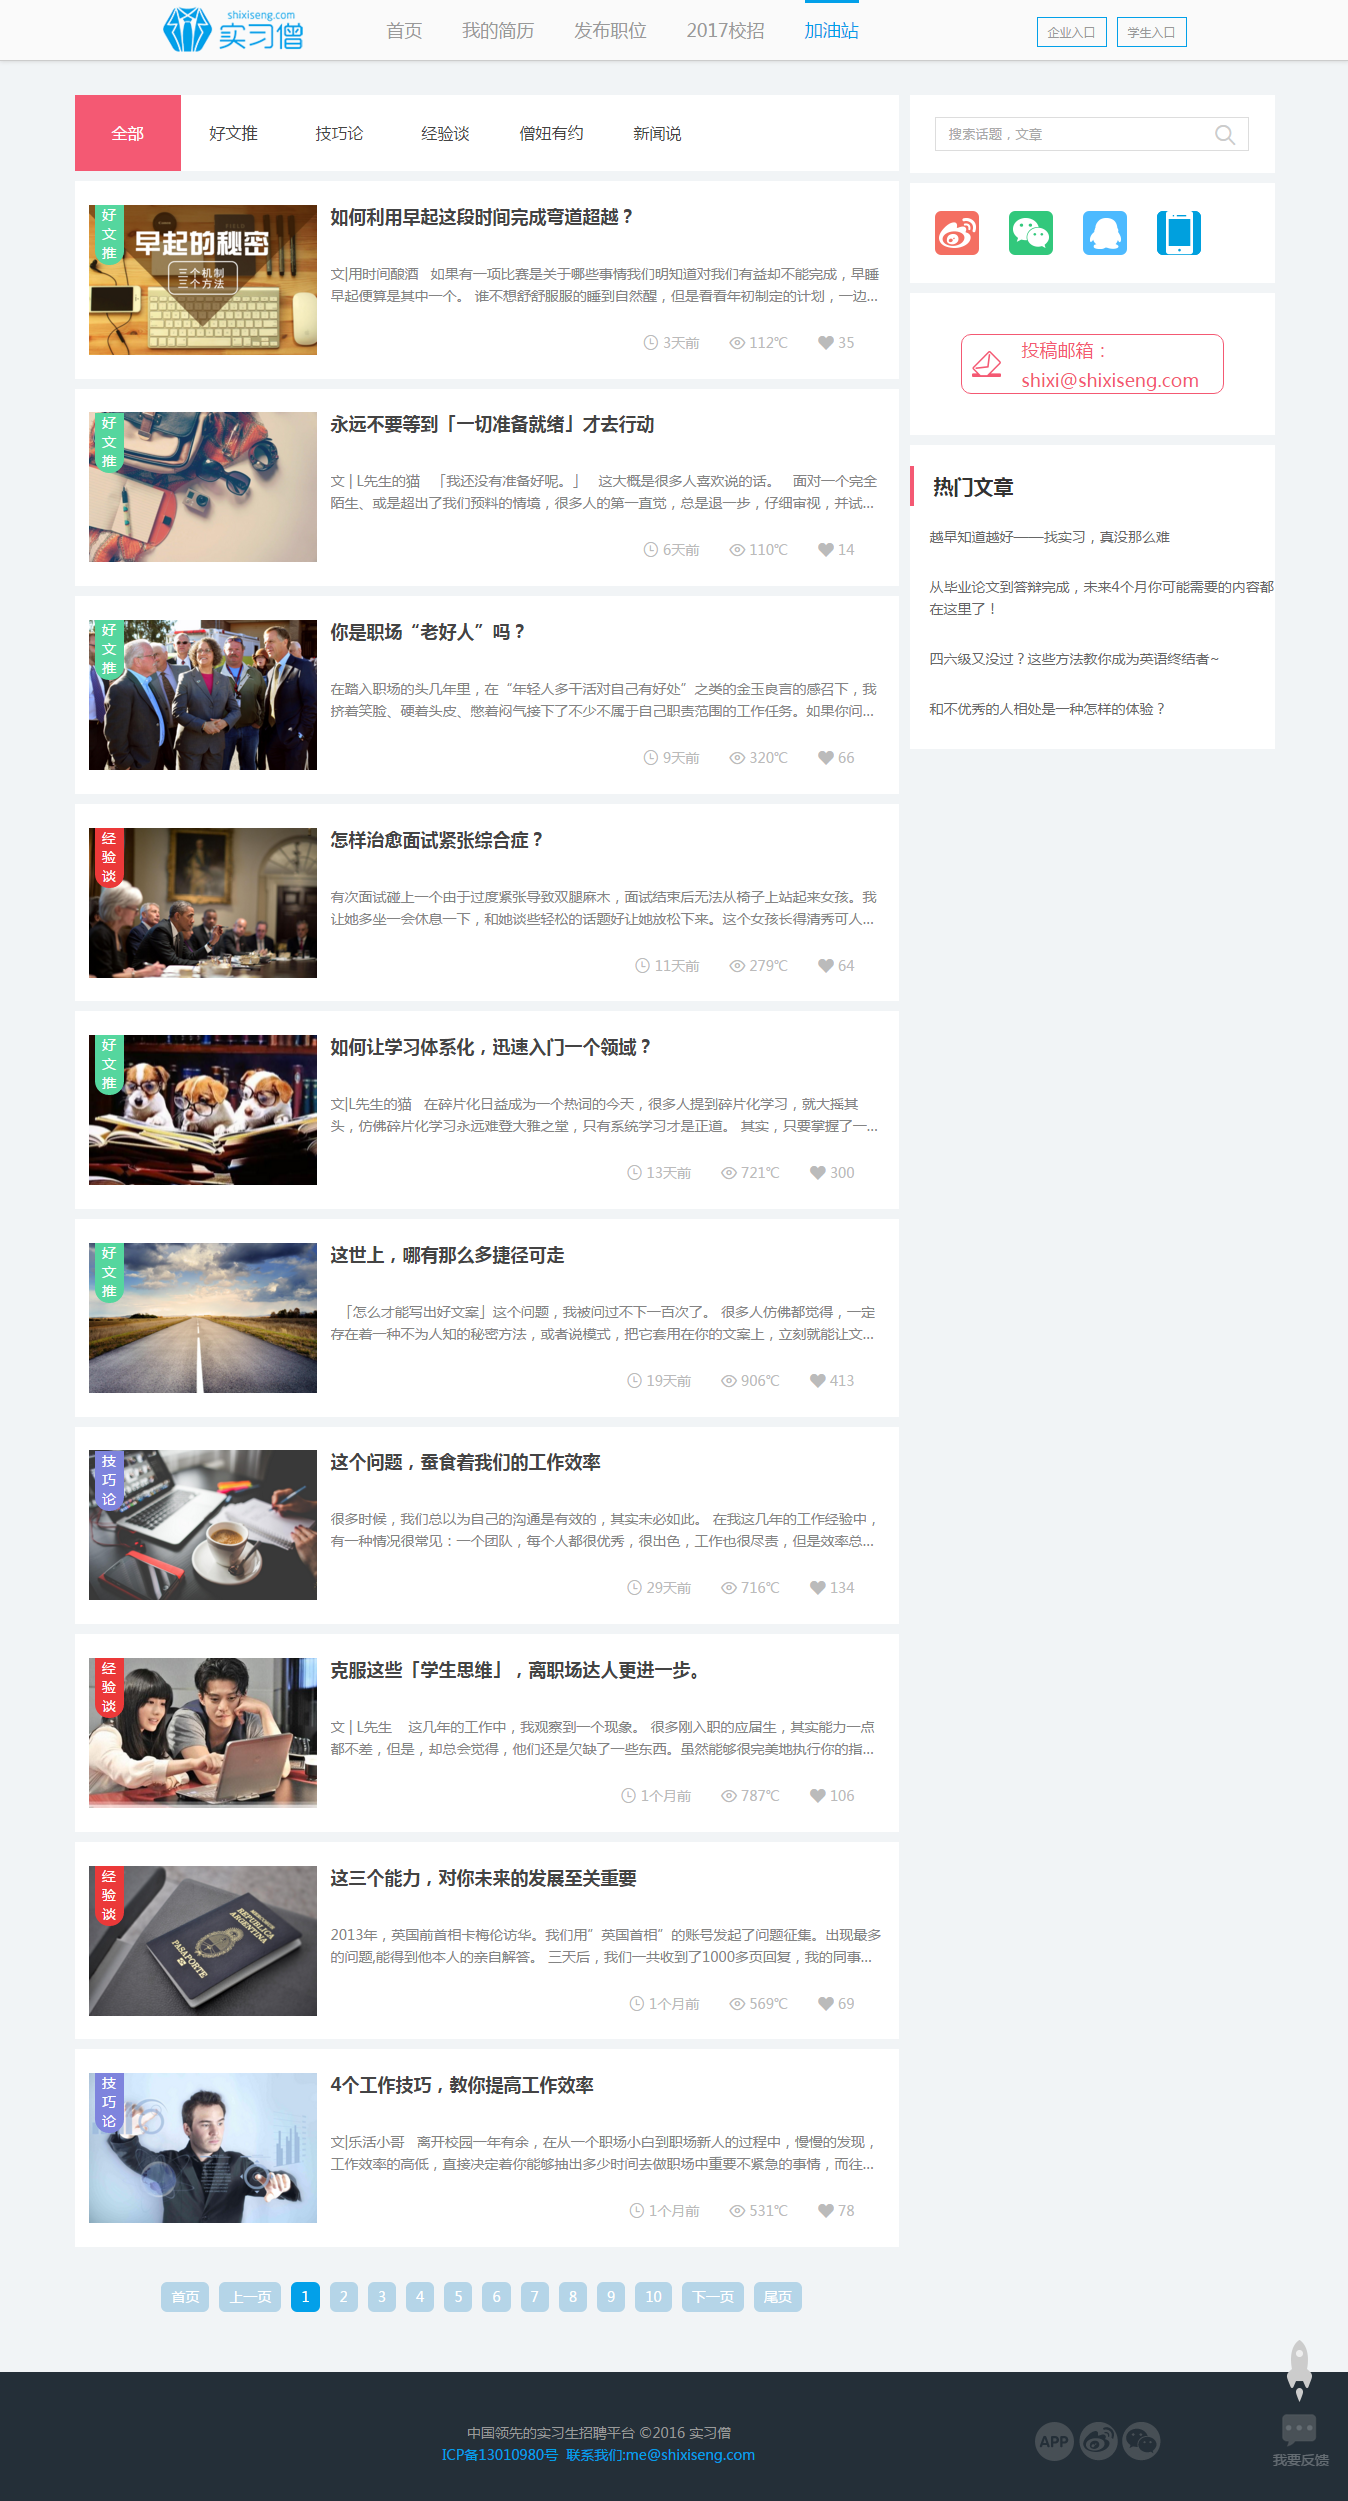 shixiseng.com
实习僧
首页
我的简历
发布职位
2017校招
加油站
企业入口
学生入口
全部
好文推
技巧论
经验谈
僧妞有约
新闻说
搜索话题，文章
好文推
早起的秘密
三个机制
三个方法
如何利用早起这段时间完成弯道超越？
文|用时间酿酒 如果有一项比赛是关于哪些事情我们明知道对我们有益却不能完成，早睡
早起便算是其中一个。 谁不想舒舒服服的睡到自然醒，但是看看年初制定的计划，一边...
3天前 112℃ 35
好文推
永远不要等到「一切准备就绪」才去行动
文 | L先生的猫 「我还没有准备好呢。」 这大概是很多人喜欢说的话。 面对一个完全
陌生、或是超出了我们预料的情境，很多人的第一直觉，总是退一步，仔细审视，并试...
6天前 110℃ 14
好文推
你是职场“老好人”吗？
在踏入职场的头几年里，在“年轻人多干活对自己有好处”之类的金玉良言的感召下，我
挤着笑脸、硬着头皮、憋着闷气接下了不少不属于自己职责范围的工作任务。如果你问...
9天前 320℃ 66
经验谈
怎样治愈面试紧张综合症？
有次面试碰上一个由于过度紧张导致双腿麻木，面试结束后无法从椅子上站起来女孩。我
让她多坐一会休息一下，和她谈些轻松的话题好让她放松下来。这个女孩长得清秀可人...
11天前 279℃ 64
好文推
如何让学习体系化，迅速入门一个领域？
文|L先生的猫 在碎片化日益成为一个热词的今天，很多人提到碎片化学习，就大摇其
头，仿佛碎片化学习永远难登大雅之堂，只有系统学习才是正道。 其实，只要掌握了一...
13天前 721℃ 300
好文推
这世上，哪有那么多捷径可走
「怎么才能写出好文案」这个问题，我被问过不下一百次了。 很多人仿佛都觉得，一定
存在着一种不为人知的秘密方法，或者说模式，把它套用在你的文案上，立刻就能让文...
19天前 906℃ 413
技巧论
这个问题，蚕食着我们的工作效率
很多时候，我们总以为自己的沟通是有效的，其实未必如此。 在我这几年的工作经验中，
有一种情况很常见：一个团队，每个人都很优秀，很出色，工作也很尽责，但是效率总...
29天前 716℃ 134
经验谈
克服这些「学生思维」，离职场达人更进一步。
文 | L先生 这几年的工作中，我观察到一个现象。 很多刚入职的应届生，其实能力一点
都不差，但是，却总会觉得，他们还是欠缺了一些东西。虽然能够很完美地执行你的指...
1个月前 787℃ 106
经验谈
REPUBLICA
ARGENTINA
PASAPORTE
这三个能力，对你未来的发展至关重要
2013年，英国前首相卡梅伦访华。我们用”英国首相”的账号发起了问题征集。出现最多
的问题,能得到他本人的亲自解答。 三天后，我们一共收到了1000多页回复，我的同事...
1个月前 569℃ 69
技巧论
4个工作技巧，教你提高工作效率
文|乐活小哥 离开校园一年有余，在从一个职场小白到职场新人的过程中，慢慢的发现，
工作效率的高低，直接决定着你能够抽出多少时间去做职场中重要不紧急的事情，而往...
1个月前 531℃ 78
投稿邮箱：
shixi@shixiseng.com
热门文章
越早知道越好——找实习，真没那么难
从毕业论文到答辩完成，未来4个月你可能需要的内容都
在这里了！
四六级又没过？这些方法教你成为英语终结者~
和不优秀的人相处是一种怎样的体验？
首页 上一页 1 2 3 4 5 6 7 8 9 10 下一页 尾页
中国领先的实习生招聘平台 ©2016 实习僧
ICP备13010980号 联系我们:me@shixiseng.com
APP
我要反馈